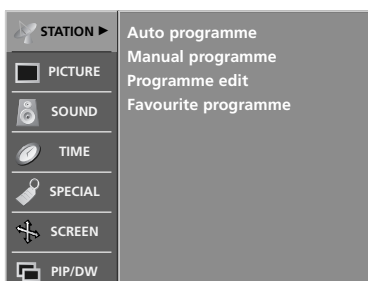 STATION ►
PICTURE
SOUND
TIME
SPECIAL
SCREEN
PIP/DW
Auto programme
Manual programme
Programme edit
Favourite programme